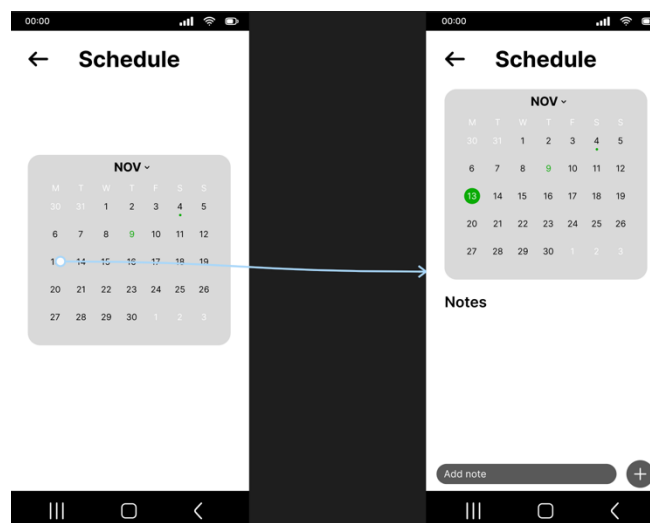 00:00
← Schedule
NOV
M T W T F S S
30 31 1 2 3 4 5
6 7 8 9 10 11 12
13 14 15 16 17 18 19
20 21 22 23 24 25 26
27 28 29 30 1 2 3
00:00
← Schedule
NOV
M T W T F S S
30 31 1 2 3 4 5
6 7 8 9 10 11 12
13 14 15 16 17 18 19
20 21 22 23 24 25 26
27 28 29 30 1 2 3
Notes
Add note +